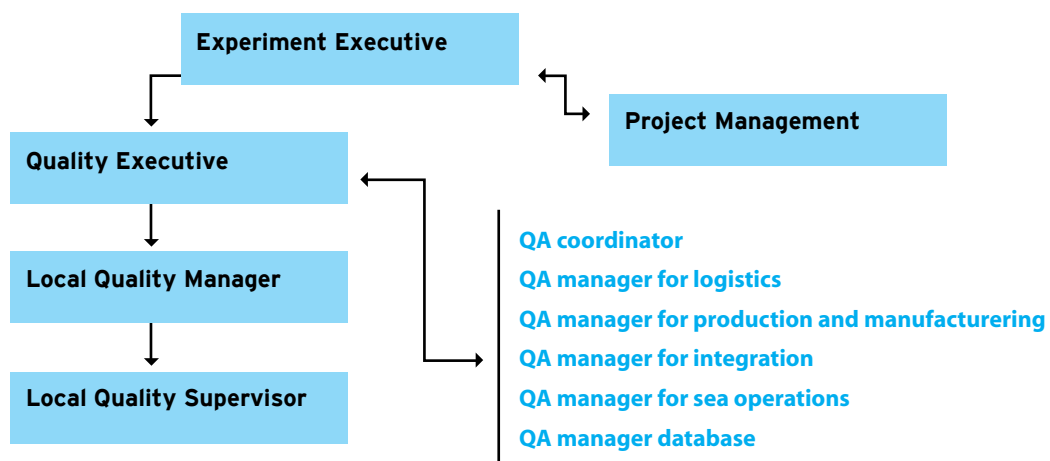 Experiment Executive
Project Management
Quality Executive
Local Quality Manager
Local Quality Supervisor
QA coordinator
QA manager for logistics
QA manager for production and manufacturering
QA manager for integration
QA manager for sea operations
QA manager database